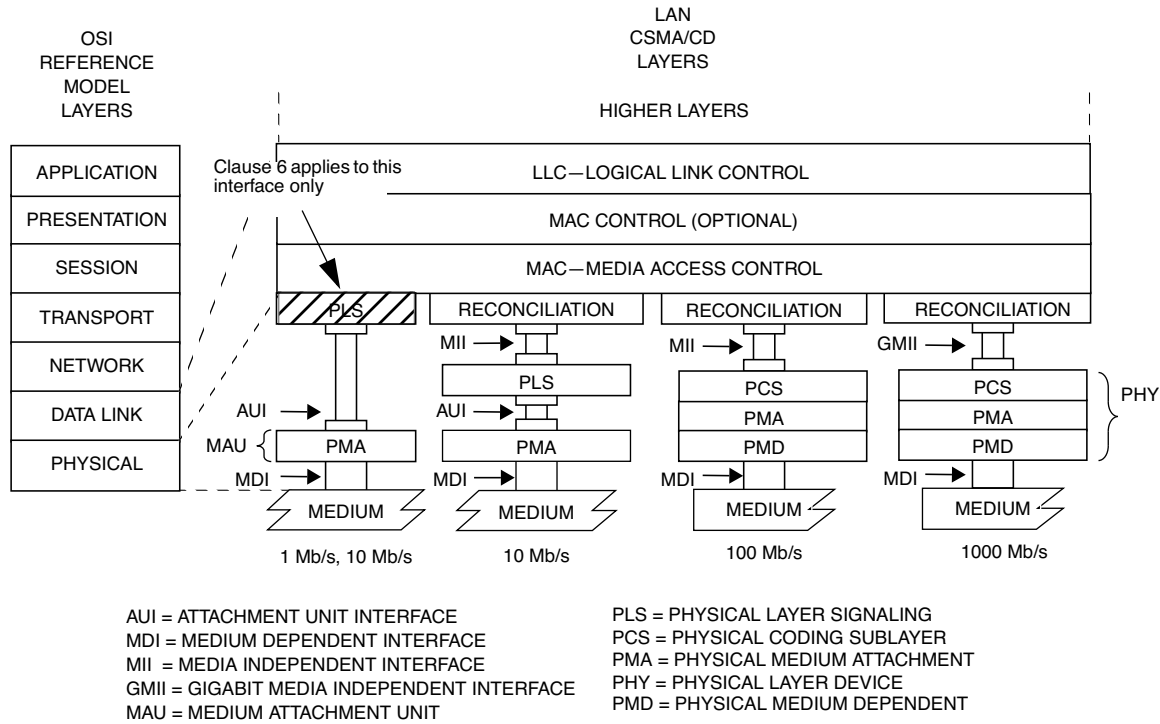 OSI
REFERENCE
MODEL
LAYERS
LAN
CSMA/CD
LAYERS
HIGHER LAYERS
APPLICATION
PRESENTATION
SESSION
TRANSPORT
NETWORK
DATA LINK
PHYSICAL
Clause 6 applies to this
interface only
LLC—LOGICAL LINK CONTROL
MAC CONTROL (OPTIONAL)
MAC—MEDIA ACCESS CONTROL
PLS
AUI
MAU
PMA
MDI
MEDIUM
1 Mb/s, 10 Mb/s
RECONCILIATION
MII
PLS
AUI
PMA
MDI
MEDIUM
10 Mb/s
RECONCILIATION
MII
PCS
PMA
PMD
MDI
MEDIUM
100 Mb/s
RECONCILIATION
GMII
PCS
PMA
PMD
PHY
MDI
MEDIUM
1000 Mb/s
AUI = ATTACHMENT UNIT INTERFACE
MDI = MEDIUM DEPENDENT INTERFACE
MII = MEDIA INDEPENDENT INTERFACE
GMII = GIGABIT MEDIA INDEPENDENT INTERFACE
MAU = MEDIUM ATTACHMENT UNIT
PLS = PHYSICAL LAYER SIGNALING
PCS = PHYSICAL CODING SUBLAYER
PMA = PHYSICAL MEDIUM ATTACHMENT
PHY = PHYSICAL LAYER DEVICE
PMD = PHYSICAL MEDIUM DEPENDENT